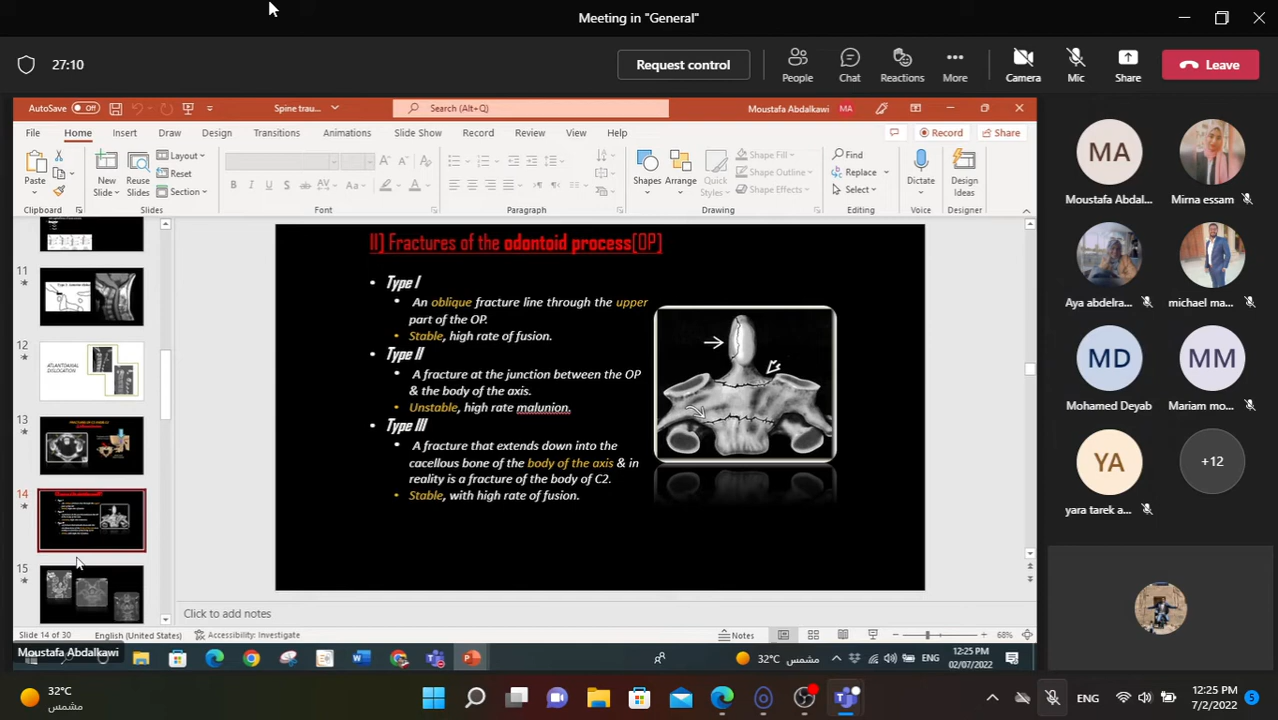 Meeting in "General"
27:10
Request control
People
Chat
Reactions
More
Camera
Mic
Share
Leave
AutoSave
Off
Spine trau...
Search (Alt+Q)
Moustafa Abdalkawi
MA
File
Home
Insert
Draw
Design
Transitions
Animations
Slide Show
Record
Review
View
Help
Record
Share
Paste
New
Slide
Reuse
Slides
Layout
Reset
Section
Shapes
Arrange
Quick
Styles
Shape Fill
Shape Outline
Shape Effects
Find
Replace
Select
Dictate
Design
Ideas
Clipboard
Slides
Font
Paragraph
Drawing
Editing
Voice
Designer
11
12
ATLANTOAXIAL
DISLOCATION
13
14
15
II] Fractures of the odontoid process[OP]
• Type I
• An oblique fracture line through the upper
part of the OP.
• Stable, high rate of fusion.
• Type II
• A fracture at the junction between the OP
& the body of the axis.
• Unstable, high rate malunion.
• Type III
• A fracture that extends down into the
cacellous bone of the body of the axis & in
reality is a fracture of the body of C2.
• Stable, with high rate of fusion.
Click to add notes
Slide 14 of 30
English (United States)
Accessibility: Investigate
Notes
68%
Moustafa Abdalkawi
32°C
مشمس
ENG
12:25 PM
02/07/2022
MA
Moustafa Abdal...
Mirna essam
Aya abdelra...
michael ma...
MD
Mohamed Deyab
MM
Mariam mo...
YA
yara tarek a...
+12
32°C
مشمس
ENG
12:25 PM
7/2/2022
5